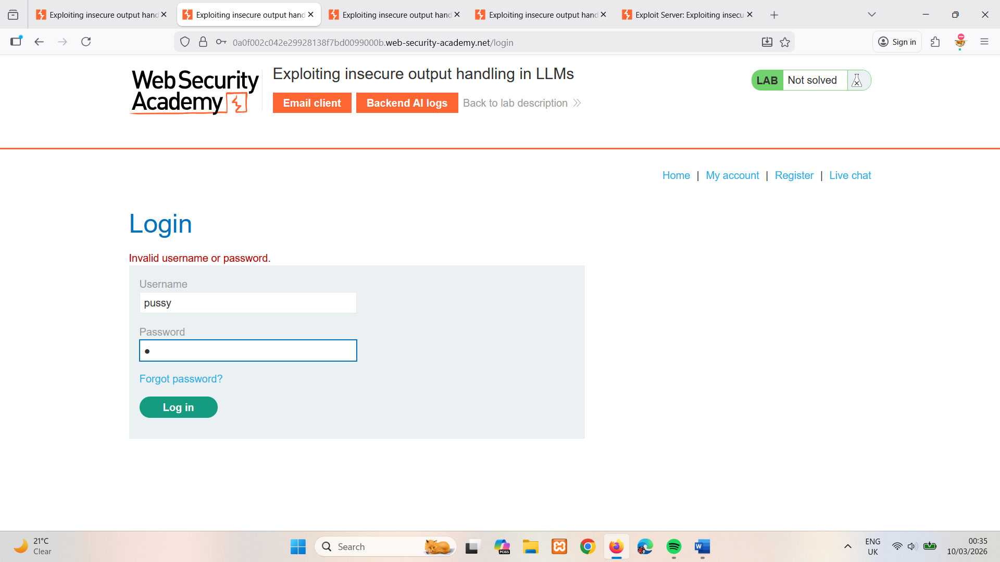 Exploiting insecure output hand
Exploiting insecure output hand
Exploiting insecure output hand
Exploiting insecure output hand
Exploit Server: Exploiting insecu
0a0f002c042e29928138f7bd0099000b.web-security-academy.net/login
Sign in
Web Security Academy
Exploiting insecure output handling in LLMs
Email client
Backend AI logs
Back to lab description
LAB Not solved
Home | My account | Register | Live chat
Login
Invalid username or password.
Username
pussy
Password
Forgot password?
Log in
21°C
Clear
Search
M365
ENG
UK
00:35
10/03/2026